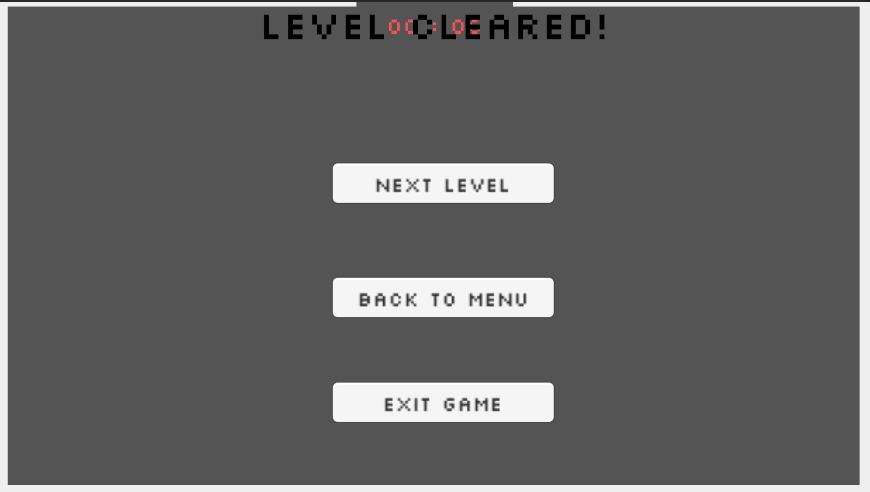 LEVEL CLEARED!
NEXT LEVEL
BACK TO MENU
EXIT GAME